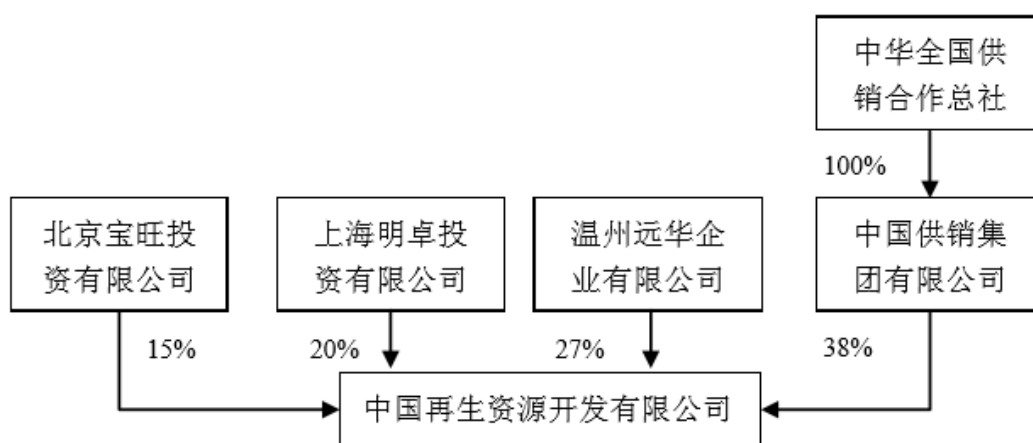 中华全国供
销合作总社
100%
北京宝旺投
资有限公司
上海明卓投
资有限公司
温州远华企
业有限公司
中国供销集
团有限公司
15%
20%
27%
38%
中国再生资源开发有限公司